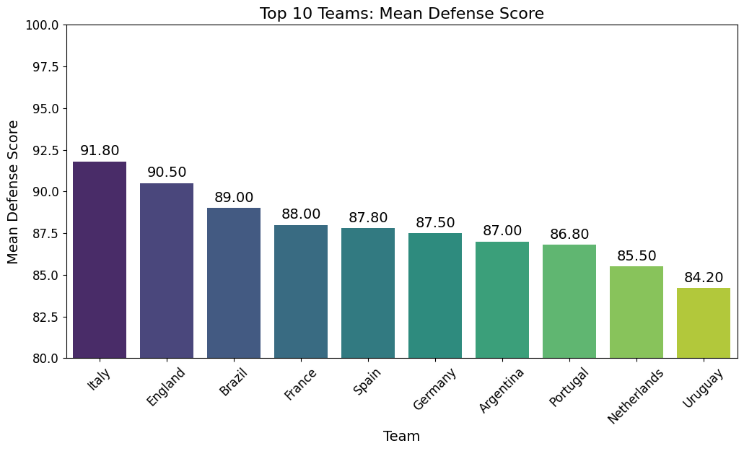 Top 10 Teams: Mean Defense Score
Mean Defense Score
100.0
97.5
95.0
92.5
90.0
87.5
85.0
82.5
80.0
91.80
90.50
89.00
88.00
87.80
87.50
87.00
86.80
85.50
84.20
Italy
England
Brazil
France
Spain
Germany
Argentina
Portugal
Netherlands
Uruguay
Team